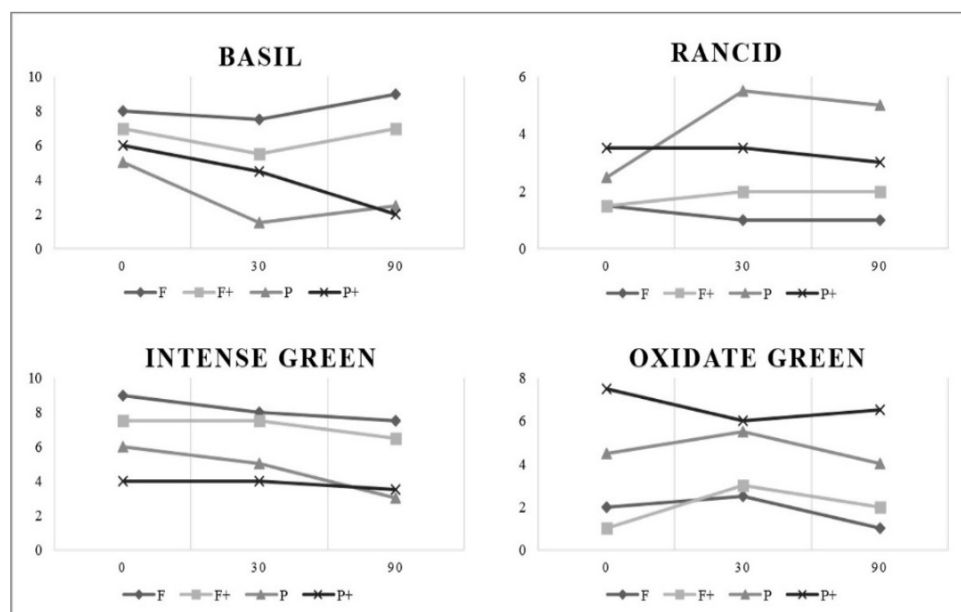 BASIL
10
8
6
4
2
0
0 30 90
F F+ P P+
RANCID
6
4
2
0
0 30 90
F F+ P P+
INTENSE GREEN
10
8
6
4
2
0
0 30 90
F F+ P P+
OXIDATE GREEN
8
6
4
2
0
0 30 90
F F+ P P+